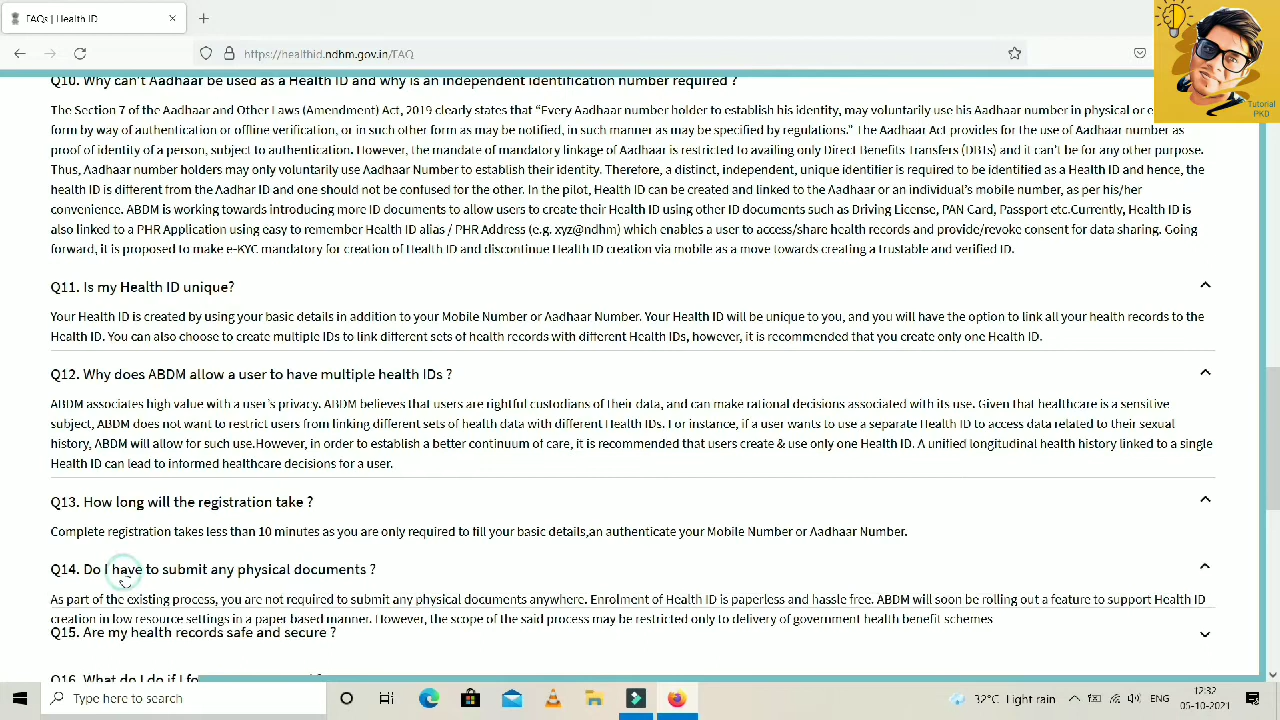 FAQs | Health ID
https://healthid.ndhm.gov.in/FAQ
Tutorial
PKD
Q10. Why can't Aadhaar be used as a Health ID and why is an independent identification number required ?
The Section 7 of the Aadhaar and Other Laws (Amendment) Act, 2019 clearly states that “Every Aadhaar number holder to establish his identity, may voluntarily use his Aadhaar number in physical or e
form by way of authentication or offline verification, or in such other form as may be notified, in such manner as may be specified by regulations.” The Aadhaar Act provides for the use of Aadhaar number as
proof of identity of a person, subject to authentication. However, the mandate of mandatory linkage of Aadhaar is restricted to availing only Direct Benefits Transfers (DBTs) and it can’t be for any other purpose.
Thus, Aadhaar number holders may only voluntarily use Aadhaar Number to establish their identity. Therefore, a distinct, independent, unique identifier is required to be identified as a Health ID and hence, the
health ID is different from the Aadhar ID and one should not be confused for the other. In the pilot, Health ID can be created and linked to the Aadhaar or an individual’s mobile number, as per his/her
convenience. ABDM is working towards introducing more ID documents to allow users to create their Health ID using other ID documents such as Driving License, PAN Card, Passport etc.Currently, Health ID is
also linked to a PHR Application using easy to remember Health ID alias / PHR Address (e.g. xyz@ndhm) which enables a user to access/share health records and provide/revoke consent for data sharing. Going
forward, it is proposed to make e-KYC mandatory for creation of Health ID and discontinue Health ID creation via mobile as a move towards creating a trustable and verified ID.
Q11. Is my Health ID unique?
Your Health ID is created by using your basic details in addition to your Mobile Number or Aadhaar Number. Your Health ID will be unique to you, and you will have the option to link all your health records to the
Health ID. You can also choose to create multiple IDs to link different sets of health records with different Health IDs, however, it is recommended that you create only one Health ID.
Q12. Why does ABDM allow a user to have multiple health IDs ?
ABDM associates high value with a user’s privacy. ABDM believes that users are rightful custodians of their data, and can make rational decisions associated with its use. Given that healthcare is a sensitive
subject, ABDM does not want to restrict users from linking different sets of health data with different Health IDs. For instance, if a user wants to use a separate Health ID to access data related to their sexual
history, ABDM will allow for such use.However, in order to establish a better continuum of care, it is recommended that users create & use only one Health ID. A unified longitudinal health history linked to a single
Health ID can lead to informed healthcare decisions for a user.
Q13. How long will the registration take ?
Complete registration takes less than 10 minutes as you are only required to fill your basic details,an authenticate your Mobile Number or Aadhaar Number.
Q14. Do I have to submit any physical documents ?
As part of the existing process, you are not required to submit any physical documents anywhere. Enrolment of Health ID is paperless and hassle free. ABDM will soon be rolling out a feature to support Health ID
creation in low resource settings in a paper based manner. However, the scope of the said process may be restricted only to delivery of government health benefit schemes
Q15. Are my health records safe and secure ?
Q16. What do I do if I fo
Type here to search
32°C Light rain
ENG
12:32
05-10-2021